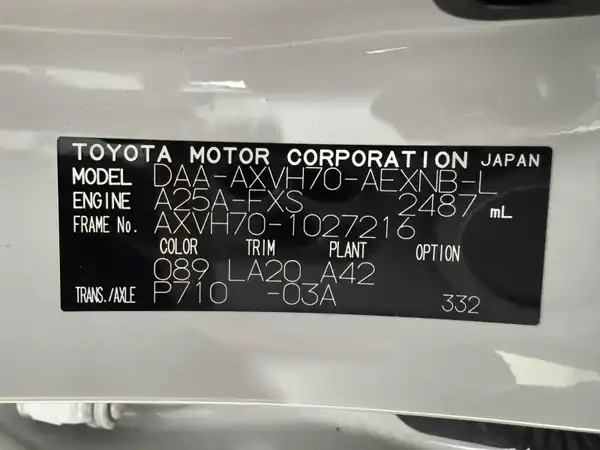 TOYOTA MOTOR CORPORATION JAPAN
MODEL DAA-AXVH70-AEXNB-L
ENGINE A25A-FXS 2487 mL
FRAME No. AXVH70-1027216
COLOR TRIM PLANT OPTION
089 LA20 A42
TRANS./AXLE P710 -03A 332